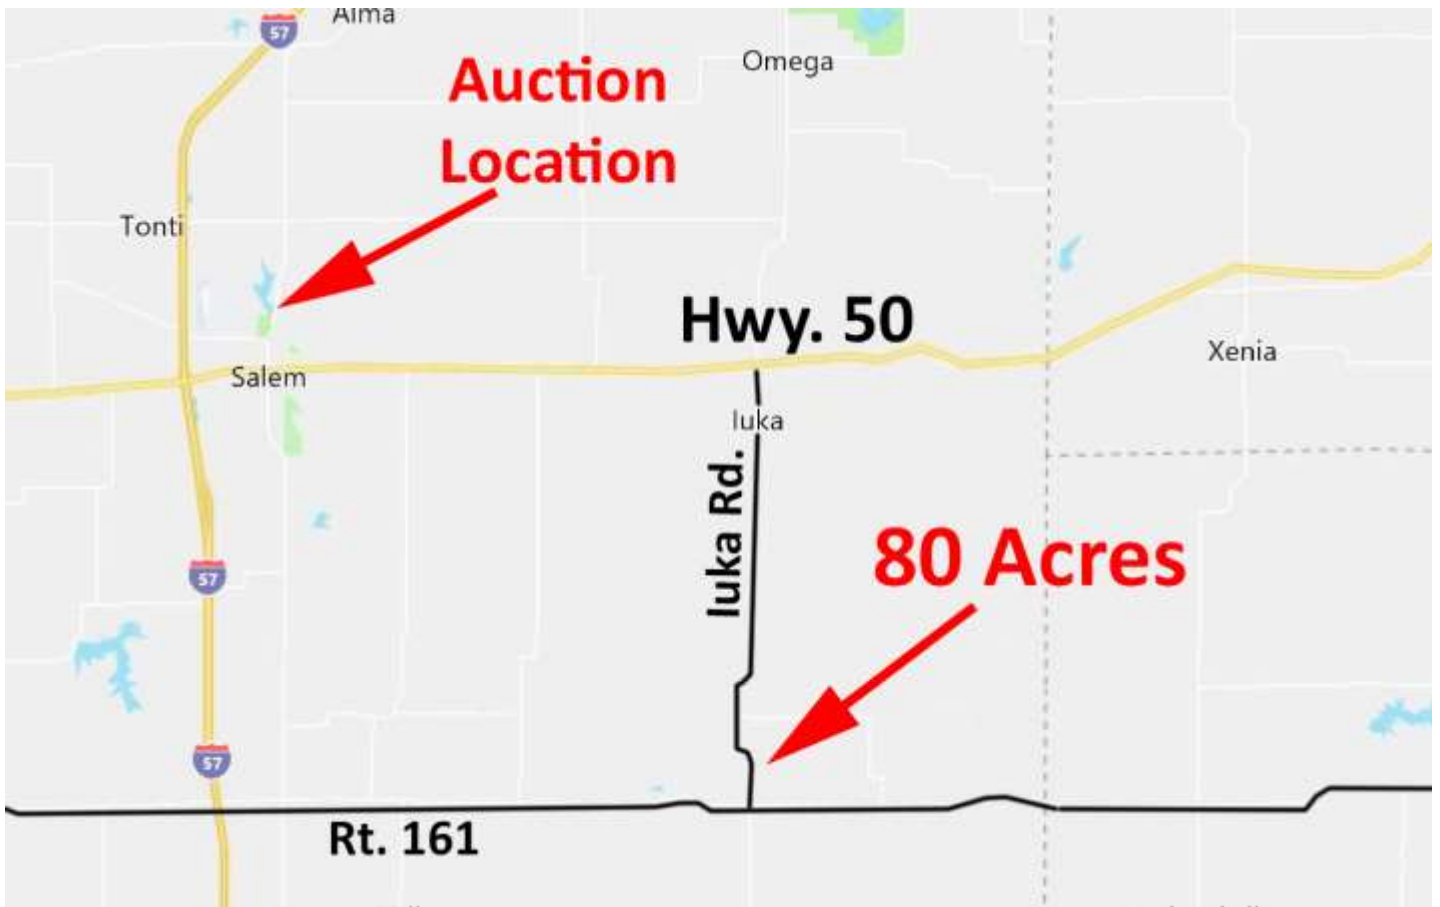 Alma
57
Omega
Auction
Location
Tonti
Hwy. 50
Xenia
Salem
Iuka
Iuka Rd.
80 Acres
57
57
Rt. 161